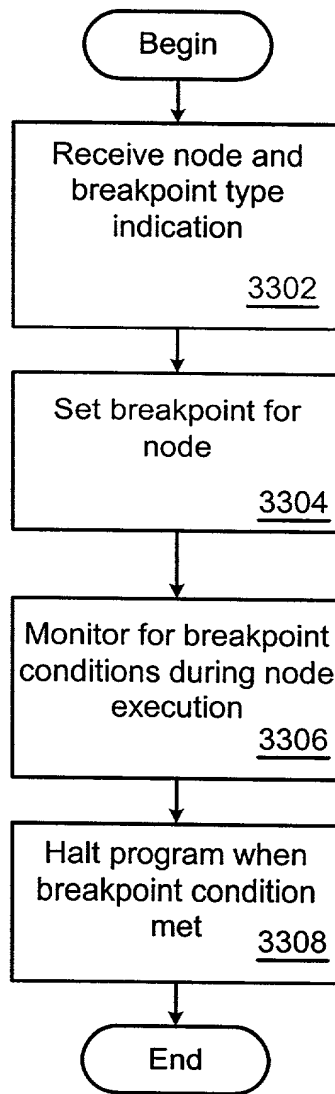 Begin
Receive node and
breakpoint type
indication
3302
Set breakpoint for
node
3304
Monitor for breakpoint
conditions during node
execution
3306
Halt program when
breakpoint condition
met
3308
End